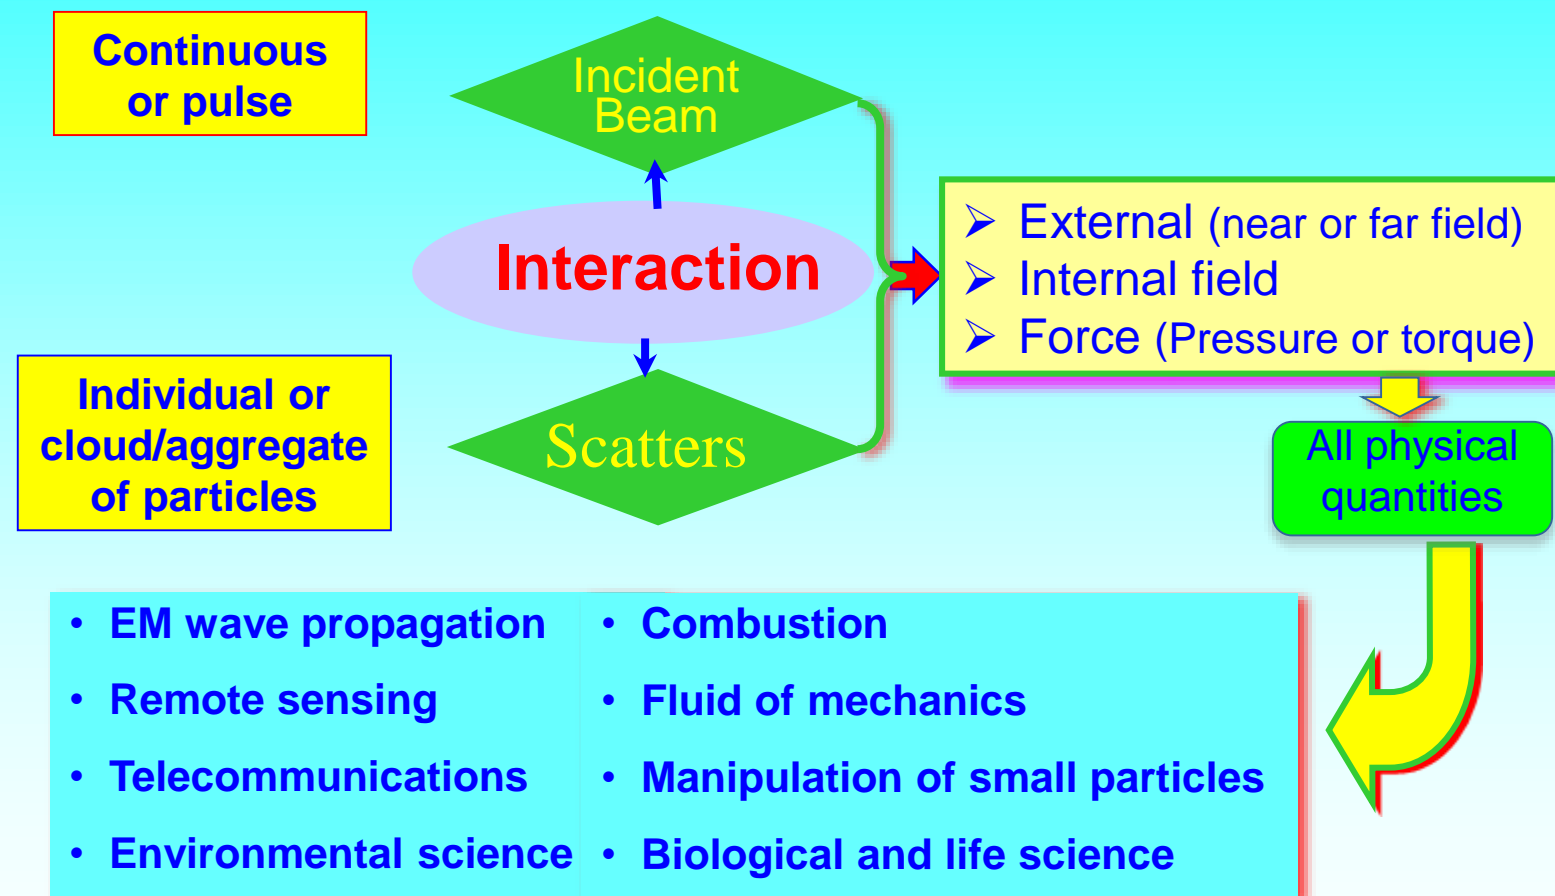 Continuous
or pulse
Incident
Beam
Interaction
➢ External (near or far field)
➢ Internal field
➢ Force (Pressure or torque)
Individual or
cloud/aggregate
of particles
Scatters
All physical
quantities
• EM wave propagation
• Remote sensing
• Telecommunications
• Environmental science
• Combustion
• Fluid of mechanics
• Manipulation of small particles
• Biological and life science